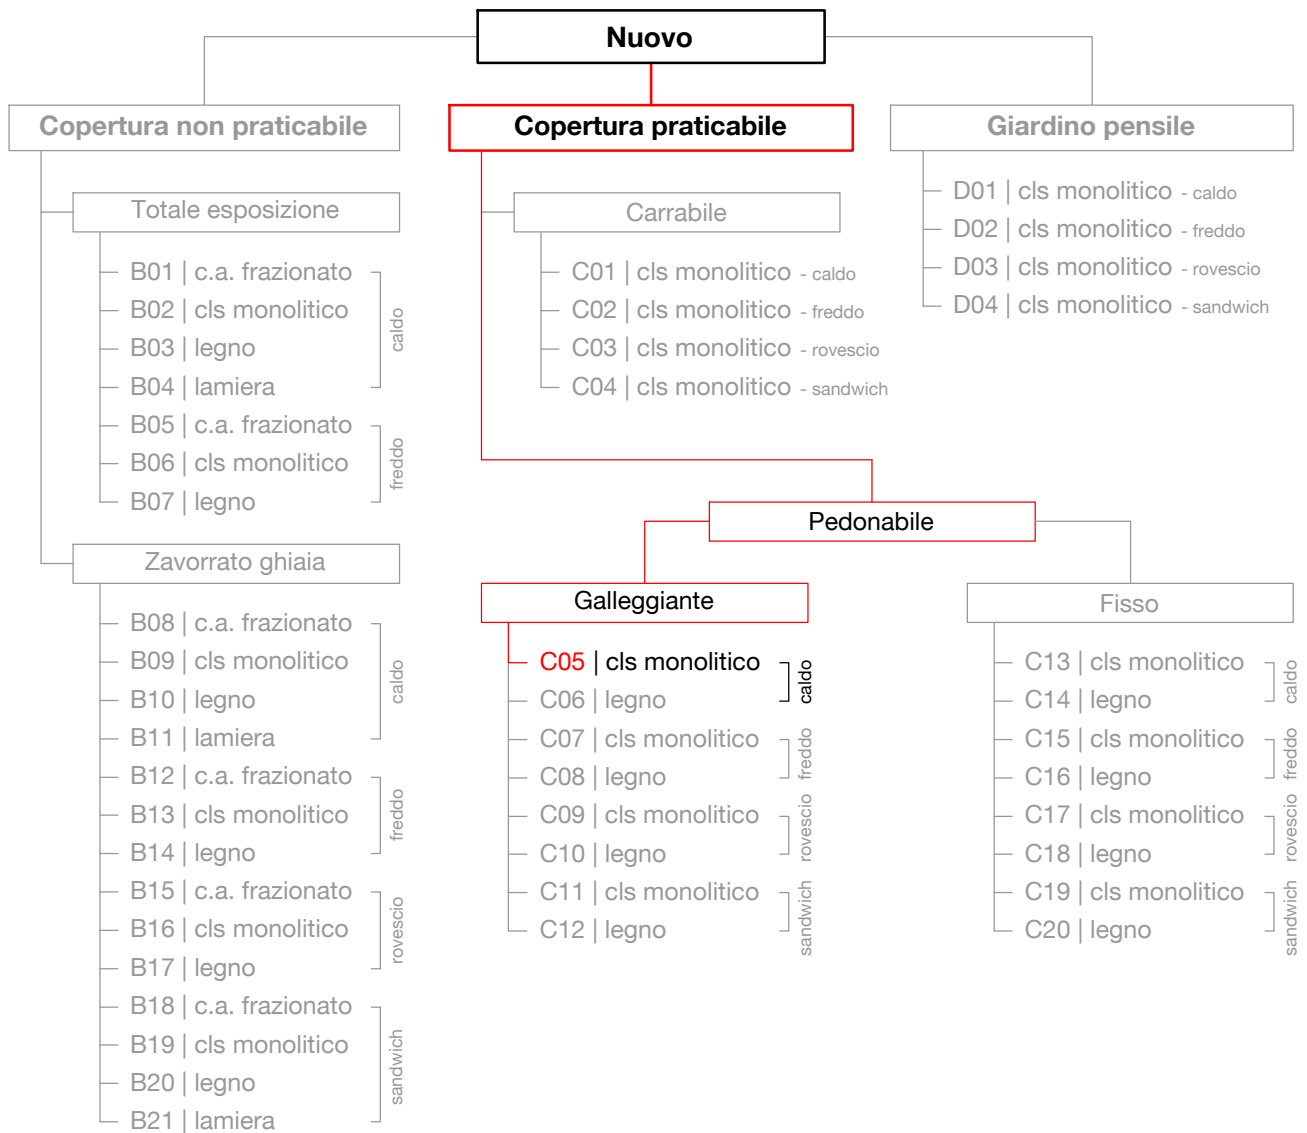 Nuovo
Copertura non praticabile
Totale esposizione
B01 | c.a. frazionato
B02 | cls monolitico
B03 | legno
B04 | lamiera
caldo
B05 | c.a. frazionato
B06 | cls monolitico
B07 | legno
freddo
Zavorrato ghiaia
B08 | c.a. frazionato
B09 | cls monolitico
B10 | legno
B11 | lamiera
caldo
B12 | c.a. frazionato
B13 | cls monolitico
B14 | legno
freddo
B15 | c.a. frazionato
B16 | cls monolitico
B17 | legno
rovescio
B18 | c.a. frazionato
B19 | cls monolitico
B20 | legno
B21 | lamiera
sandwich
Copertura praticabile
Carrabile
C01 | cls monolitico - caldo
C02 | cls monolitico - freddo
C03 | cls monolitico - rovescio
C04 | cls monolitico - sandwich
Pedonabile
Galleggiante
C05 | cls monolitico
C06 | legno
caldo
C07 | cls monolitico
C08 | legno
freddo
C09 | cls monolitico
C10 | legno
rovescio
C11 | cls monolitico
C12 | legno
sandwich
Fisso
C13 | cls monolitico
C14 | legno
caldo
C15 | cls monolitico
C16 | legno
freddo
C17 | cls monolitico
C18 | legno
rovescio
C19 | cls monolitico
C20 | legno
sandwich
Giardino pensile
D01 | cls monolitico - caldo
D02 | cls monolitico - freddo
D03 | cls monolitico - rovescio
D04 | cls monolitico - sandwich